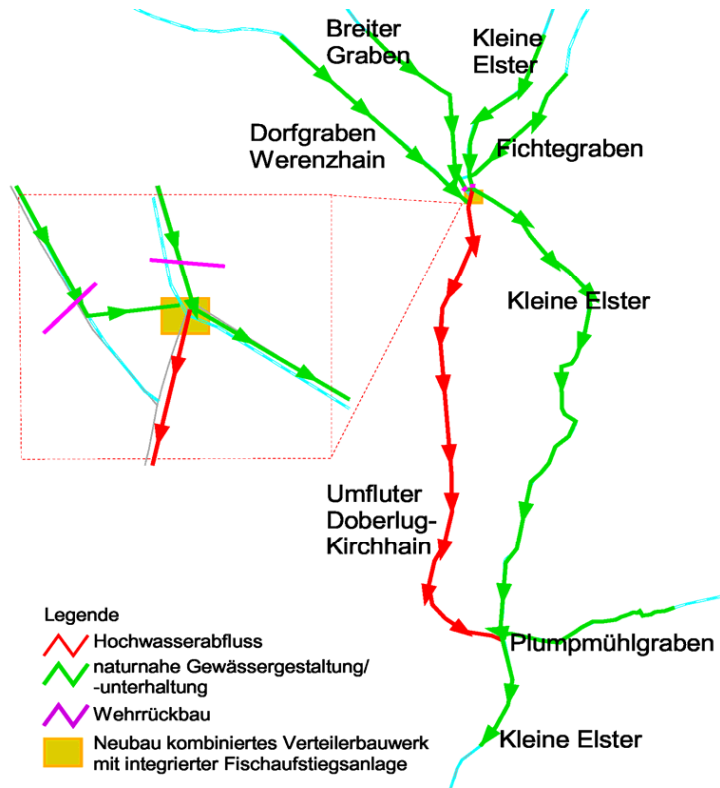 Breiter
Graben
Kleine
Elster
Dorfgraben
Werenzhain
Fichtegraben
Kleine Elster
Umfluter
Doberlug-
Kirchhain
Plumpmühlgraben
Kleine Elster
Legende
Hochwasserabfluss
naturnahe Gewässergestaltung/
-unterhaltung
Wehrrückbau
Neubau kombiniertes Verteilerbauwerk
mit integrierter Fischaufstiegsanlage